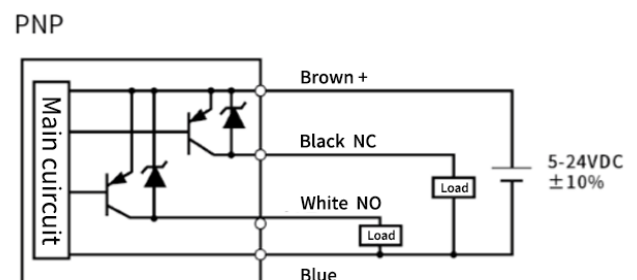 PNP
Brown +
Main cuircuit
Black NC
5-24VDC
±10%
Load
White NO
Load
Blue